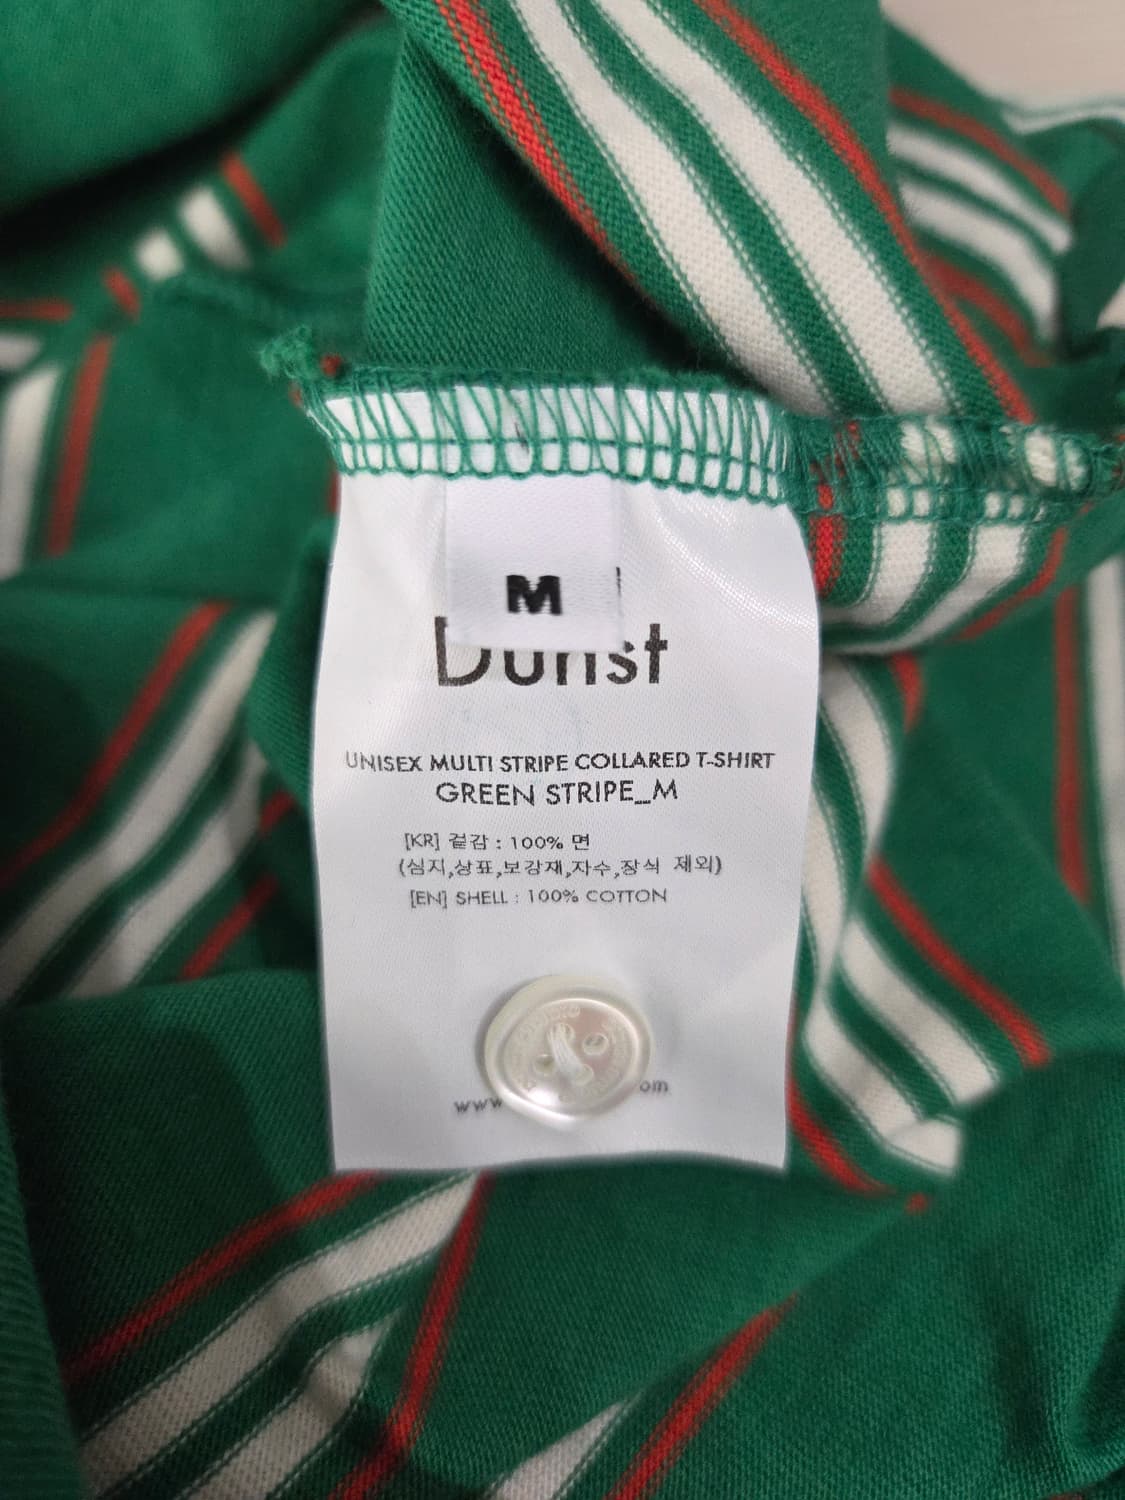 M
Dunst
UNISEX MULTI STRIPE COLLARED T-SHIRT
GREEN STRIPE_M
[KR] 겉감 : 100% 면
(심지,상표,보강재,자수,장식 제외)
[EN] SHELL : 100% COTTON